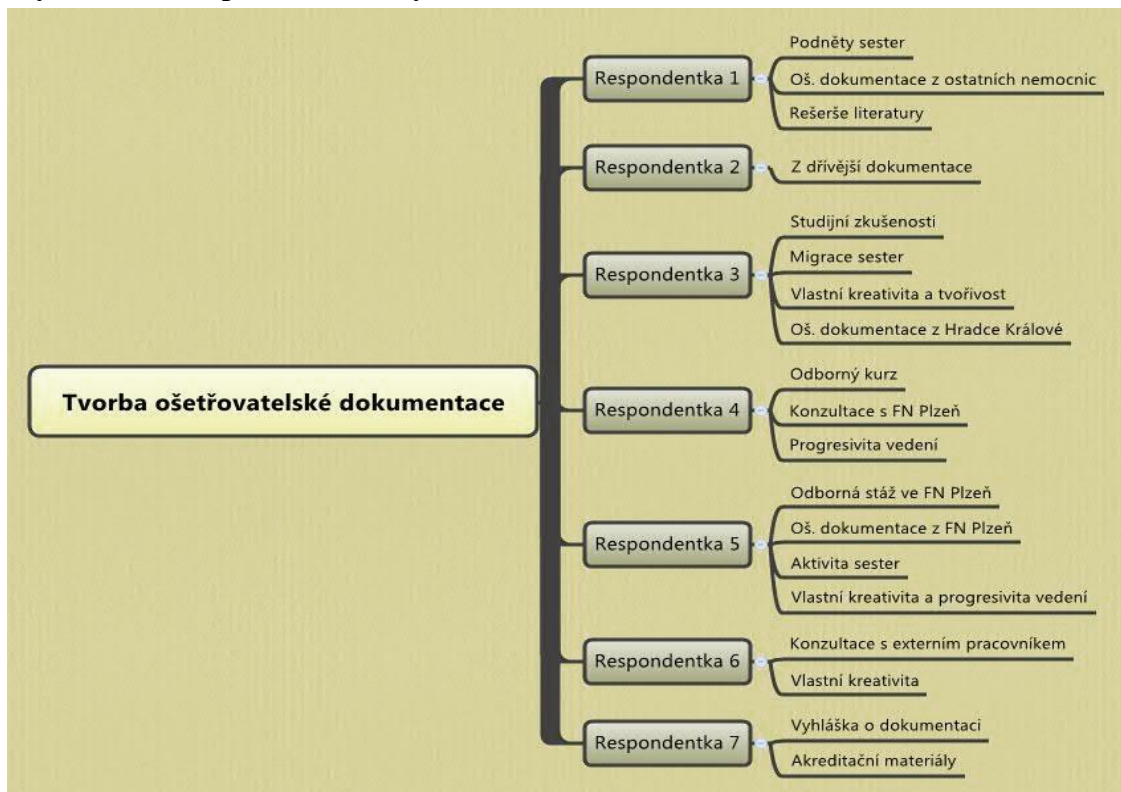 Tvorba ošetřovatelské dokumentace
Respondentka 1
Podněty sester
Oš. dokumentace z ostatních nemocnic
Rešerše literatury
Respondentka 2
Z dřívější dokumentace
Respondentka 3
Studijní zkušenosti
Migrace sester
Vlastní kreativita a tvořivost
Oš. dokumentace z Hradce Králové
Respondentka 4
Odborný kurz
Konzultace s FN Plzeň
Progresivita vedení
Respondentka 5
Odborná stáž ve FN Plzeň
Oš. dokumentace z FN Plzeň
Aktivita sester
Vlastní kreativita a progresivita vedení
Respondentka 6
Konzultace s externím pracovníkem
Vlastní kreativita
Respondentka 7
Vyhláška o dokumentaci
Akreditační materiály